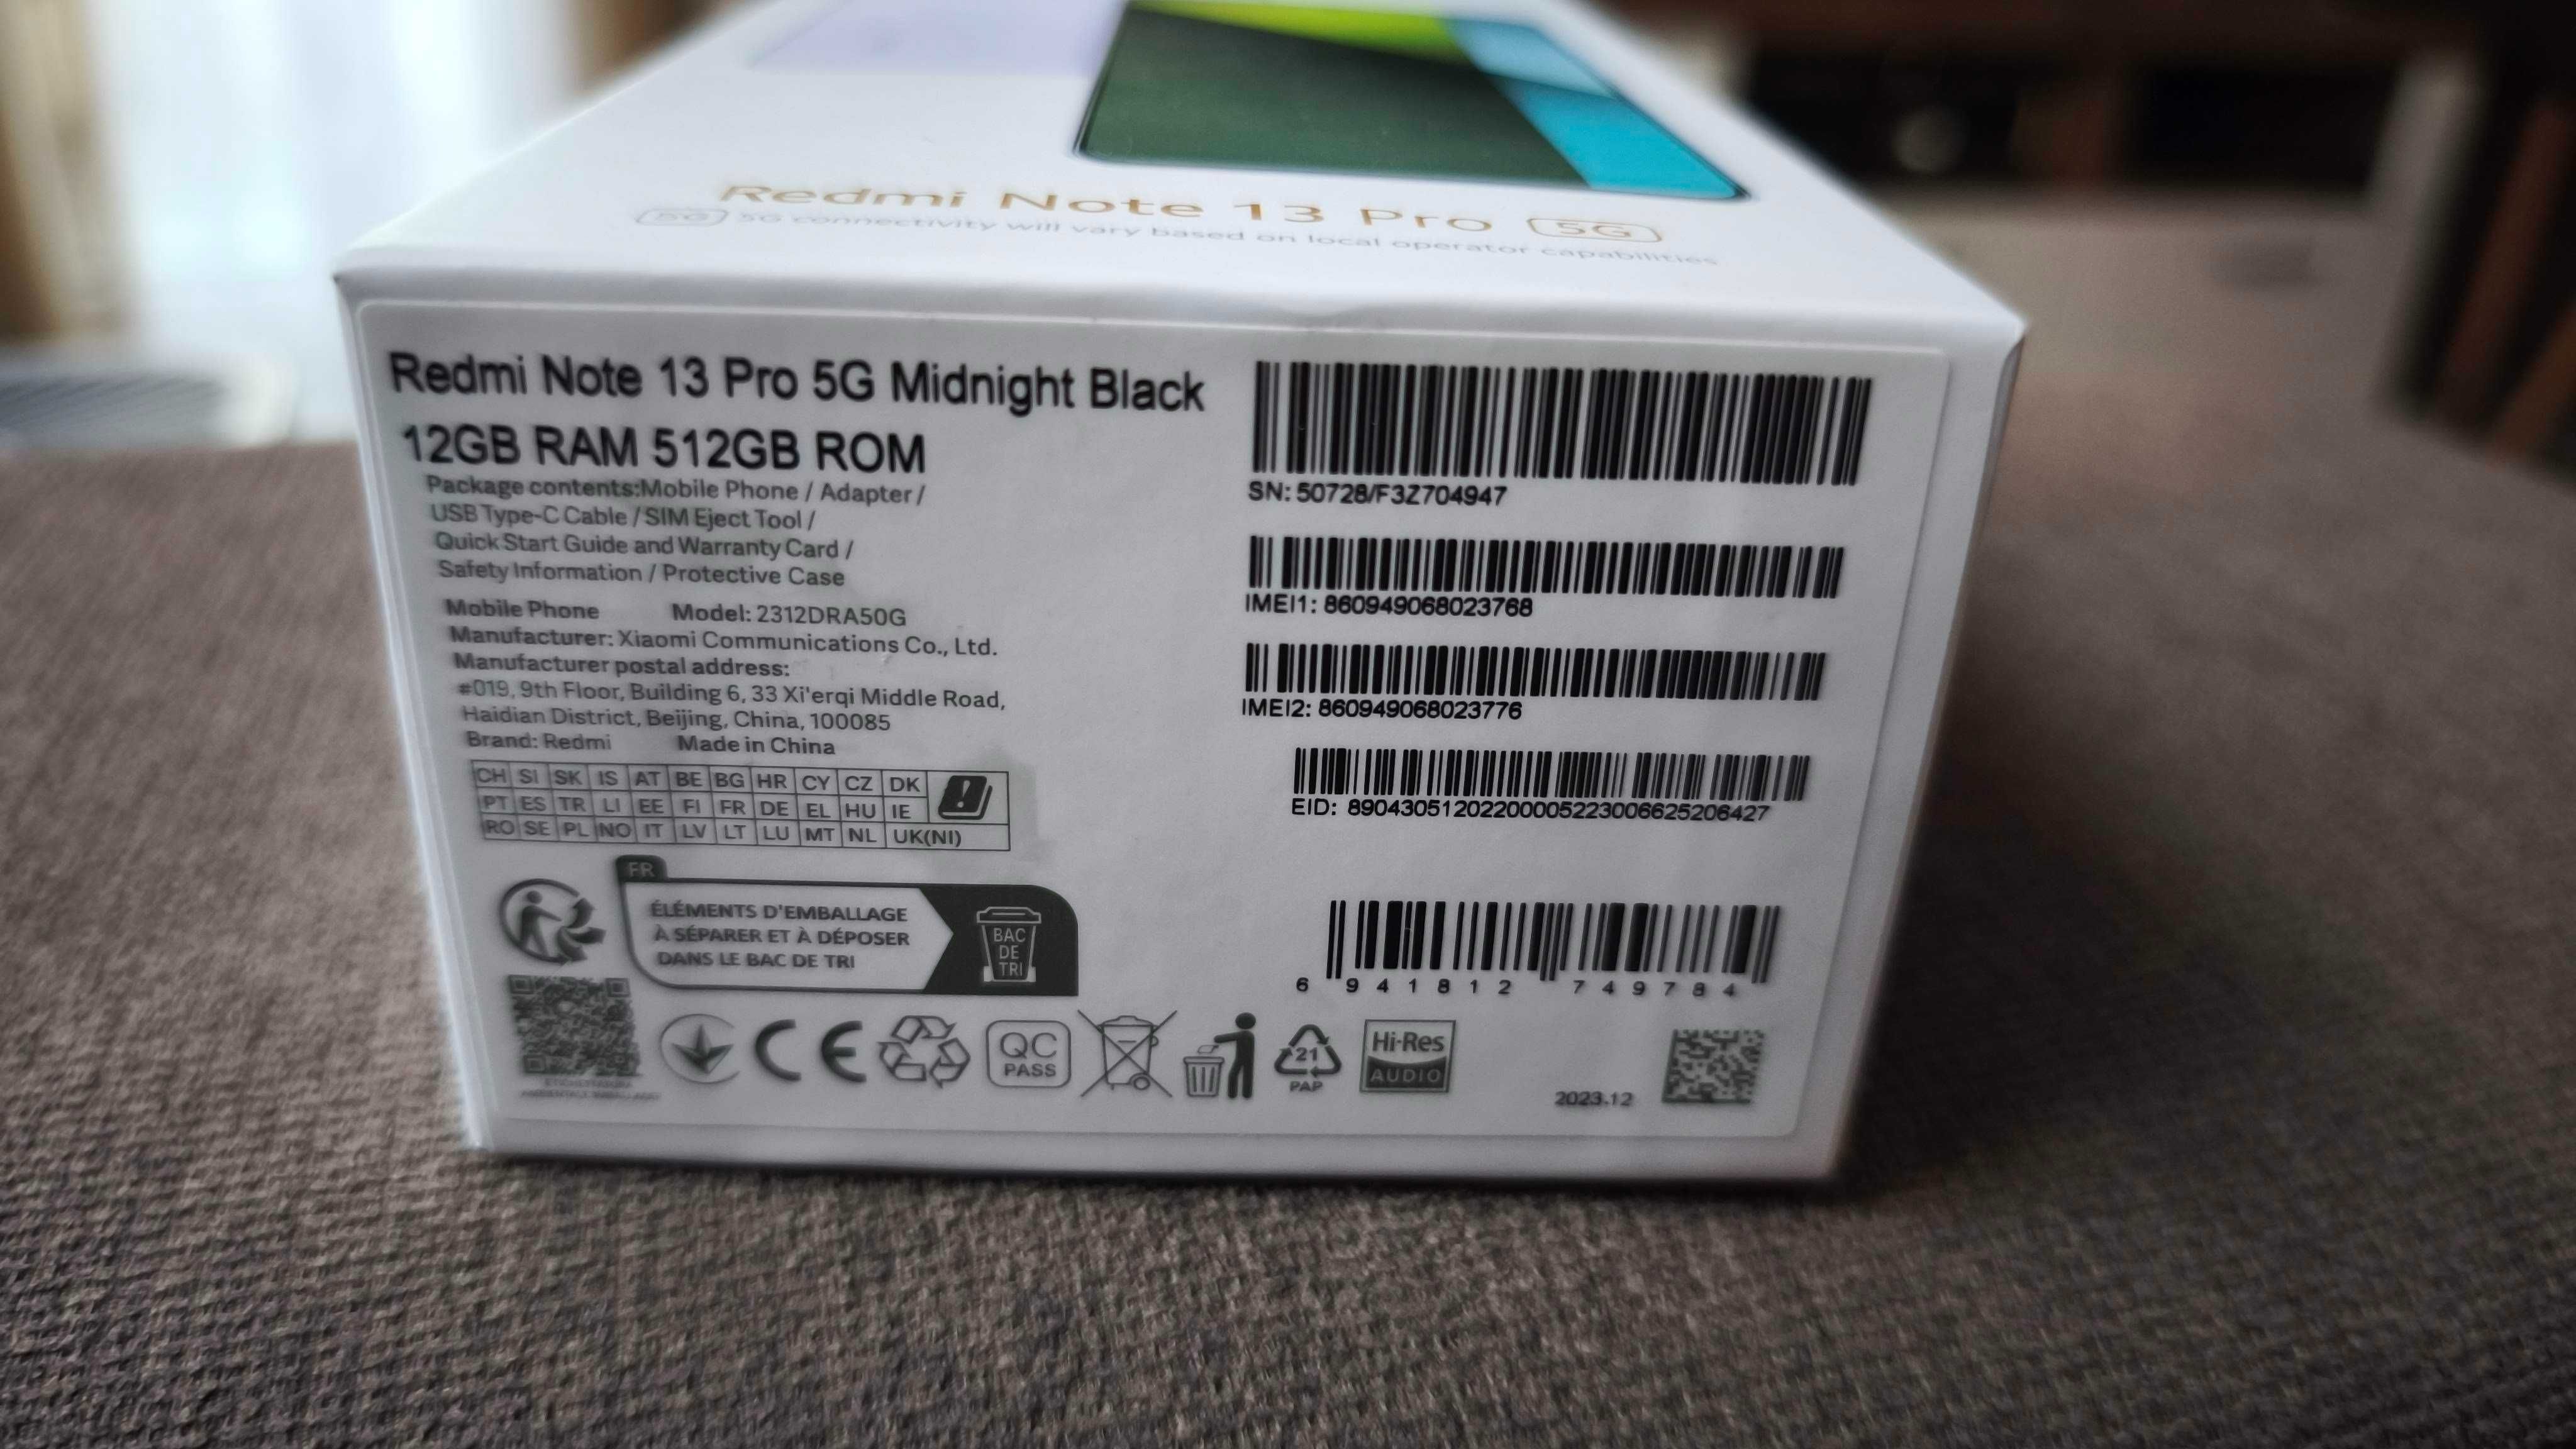 Redmi Note 13 Pro 5G
5G 5G connectivity will vary based on local operator capabilities
Redmi Note 13 Pro 5G Midnight Black
12GB RAM 512GB ROM
Package contents:Mobile Phone / Adapter /
USB Type-C Cable / SIM Eject Tool /
Quick Start Guide and Warranty Card /
Safety Information / Protective Case
Mobile Phone Model: 2312DRA50G
Manufacturer: Xiaomi Communications Co., Ltd.
Manufacturer postal address:
#019, 9th Floor, Building 6, 33 Xi'erqi Middle Road,
Haidian District, Beijing, China, 100085
Brand: Redmi Made in China
CH SI SK IS AT BE BG HR CY CZ DK
PT ES TR LI EE FI FR DE EL HU IE
RO SE PL NO IT LV LT LU MT NL UK(NI)
FR
ÉLÉMENTS D'EMBALLAGE
À SÉPARER ET À DÉPOSER
DANS LE BAC DE TRI
BAC
DE
TRI
SN: 50728/F3Z704947
IMEI1: 860949068023768
IMEI2: 860949068023776
EID: 89043051202200005223006625206427
6 941812 749784
ETICHETTATURA
AMBIENTALE IMBALLAGGI
CE
QC
PASS
21
PAP
Hi-Res
AUDIO
2023.12